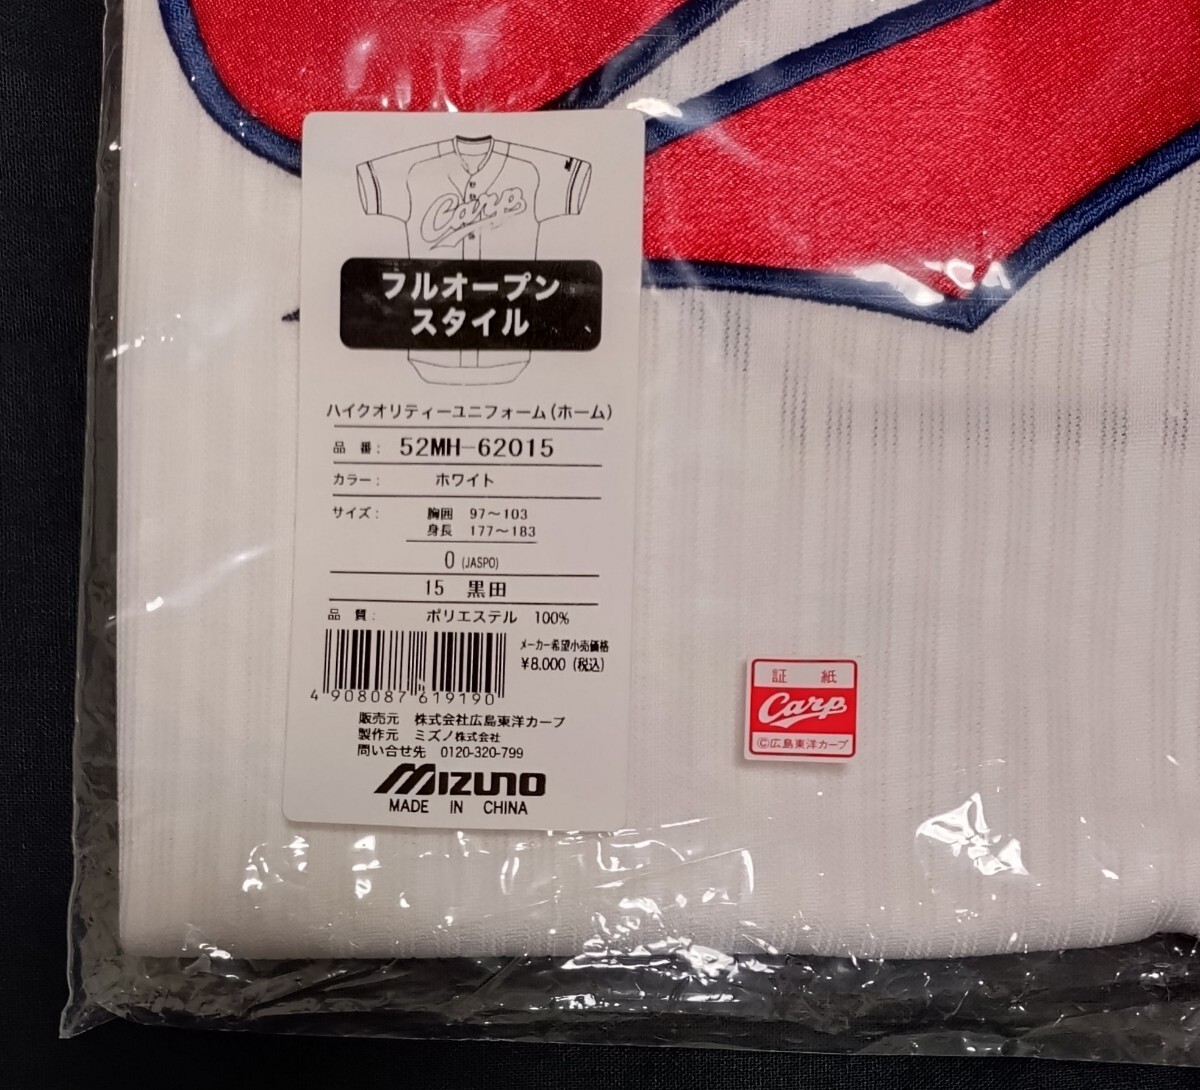 Carp
フルオープン
スタイル
ハイクオリティーユニフォーム(ホーム)
品 番: 52MH-62015
カラー: ホワイト
サイズ: 胸囲 97〜103
身長 177〜183
O (JASPO)
15 黒田
品 質: ポリエステル 100%
メーカー希望小売価格
¥8,000 (税込)
4 908087 619190
販売元 株式会社広島東洋カープ
製作元 ミズノ株式会社
問い合せ先 0120-320-799
MIZUNO
MADE IN CHINA
証 紙
Carp
©広島東洋カープ